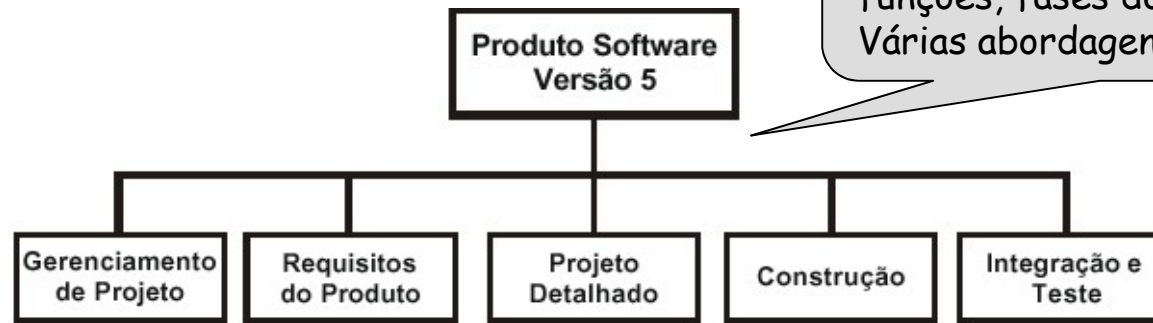 funções, fases do
Várias abordagen
Produto Software
Versão 5
Gerenciamento
de Projeto
Requisitos
do Produto
Projeto
Detalhado
Construção
Integração e
Teste